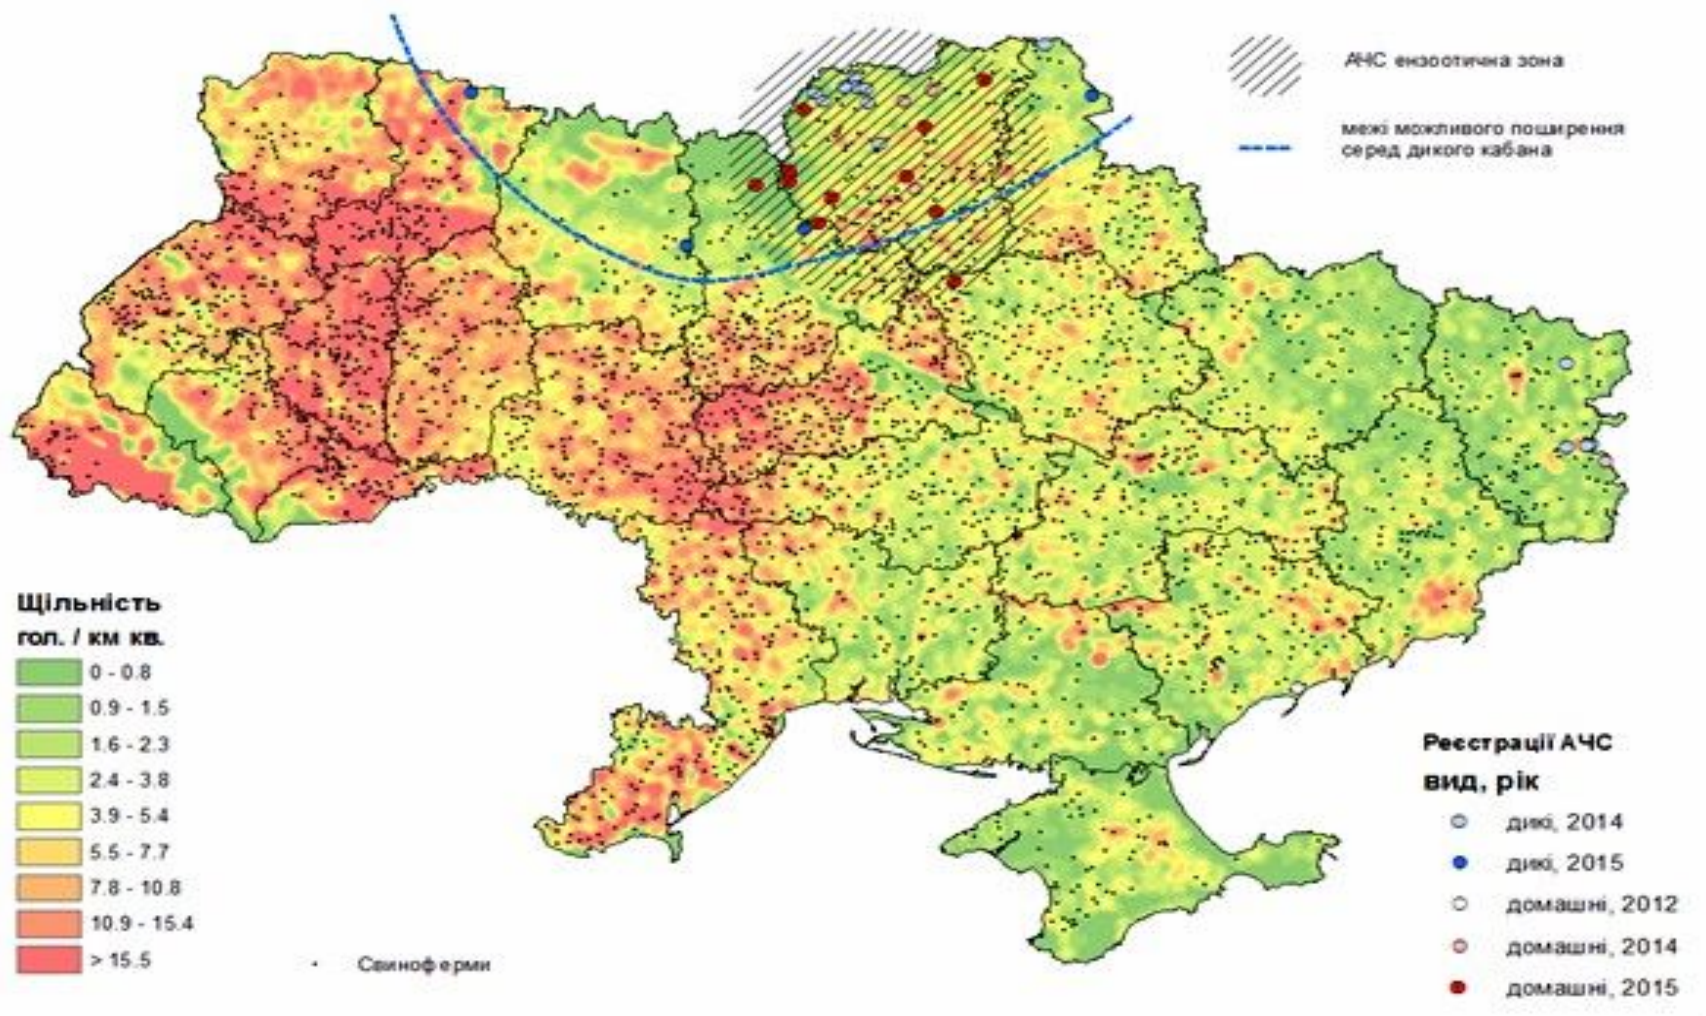 АЧС ензоотична зона
межі можливого поширення
серед дикого кабана
Щільність
гол. / км кв.
0 - 0.8
0.9 - 1.5
1.6 - 2.3
2.4 - 3.8
3.9 - 5.4
5.5 - 7.7
7.8 - 10.8
10.9 - 15.4
> 15.5
Свиноферми
Реєстрації АЧС
вид, рік
дикі, 2014
дикі, 2015
домашні, 2012
домашні, 2014
домашні, 2015